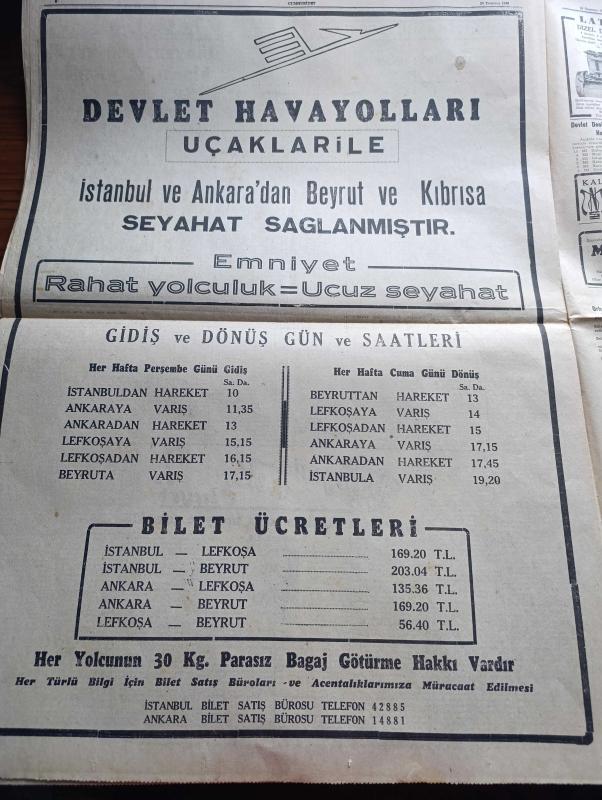 CUMHURİYET
DEVLET HAVAYOLLARI
UÇAKLARİLE
İstanbul ve Ankara'dan Beyrut ve Kıbrısa
SEYAHAT SAGLANMIŞTIR.
Emniyet
Rahat yolculuk=Ucuz seyahat
GİDİŞ ve DÖNÜŞ GÜN ve SAATLERİ
Her Hafta Perşembe Günü Gidiş
Sa. Da.
İSTANBULDAN HAREKET 10
ANKARAYA VARIŞ 11,35
ANKARADAN HAREKET 13
LEFKOŞAYA VARIŞ 15,15
LEFKOŞADAN HAREKET 16,15
BEYRUTA VARIŞ 17,15
Her Hafta Cuma Günü Dönüş
Sa. Da.
BEYRUTTAN HAREKET 13
LEFKOŞAYA VARIŞ 14
LEFKOŞADAN HAREKET 15
ANKARAYA VARIŞ 17,15
ANKARADAN HAREKET 17,45
İSTANBULA VARIŞ 19,20
BİLET ÜCRETLERİ
İSTANBUL — LEFKOŞA 169.20 T.L.
İSTANBUL — BEYRUT 203.04 T.L.
ANKARA — LEFKOŞA 135.36 T.L.
ANKARA — BEYRUT 169.20 T.L.
LEFKOŞA — BEYRUT 56.40 T.L.
Her Yolcunun 30 Kg. Parasız Bagaj Götürme Hakkı Vardır
Her Türlü Bilgi İçin Bilet Satış Büroları ve Acentalıklarımıza Müracaat Edilmesi
İSTANBUL BİLET SATIŞ BÜROSU TELEFON 42885
ANKARA BİLET SATIŞ BÜROSU TELEFON 14881